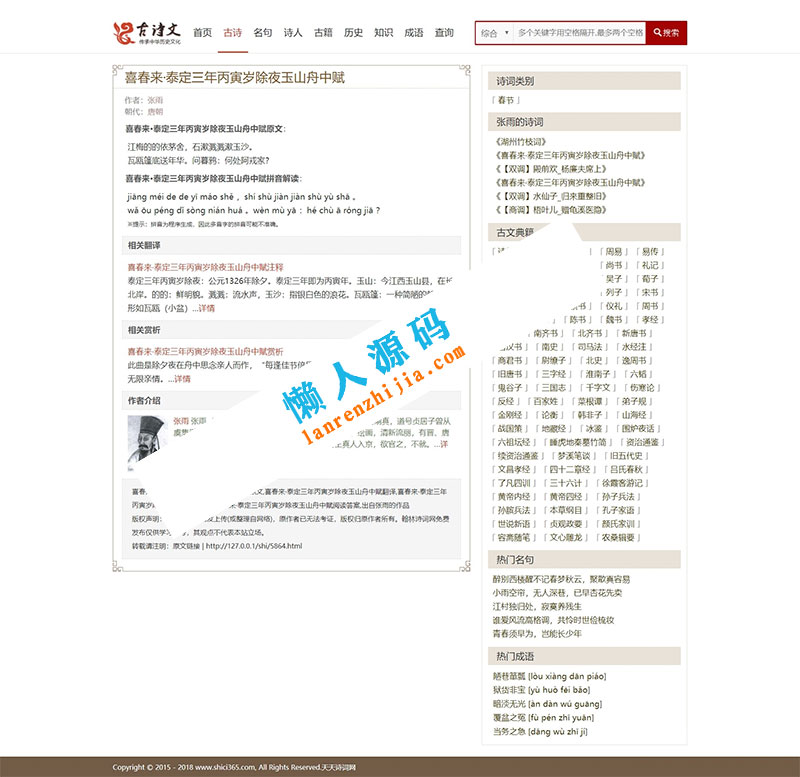 古诗文
传承中华历史文化
首页 古诗 名句 诗人 古籍 历史 知识 成语 查询
综合 多个关键字用空格隔开,最多两个空格 搜索
喜春来·泰定三年丙寅岁除夜玉山舟中赋
作者：张雨
朝代：唐朝
喜春来·泰定三年丙寅岁除夜玉山舟中赋原文：
江梅的的依茅舍，石濑溅溅漱玉沙。
瓦瓯篷底送年华。问暮鸦：何处阿戎家？
喜春来·泰定三年丙寅岁除夜玉山舟中赋拼音解读：
jiāng méi de de yī máo shě ，shí shù jiàn jiàn shù yù shā 。
wǎ ōu péng dǐ sòng nián huá 。wèn mù yā ：hé chù ā róng jiā ？
※提示：拼音为程序生成，因此多音字的拼音可能不准确。
相关翻译
喜春来·泰定三年丙寅岁除夜玉山舟中赋注释
泰定三年丙寅岁除夜：公元1326年除夕。泰定三年即为丙寅年。玉山：今江西玉山县，在
北岸。的的：鲜明貌。溅溅：流水声，玉沙：指银白色的浪花。瓦瓯篷：一种简陋的
形如瓦瓯（小盆）...详情
相关赏析
喜春来·泰定三年丙寅岁除夜玉山舟中赋赏析
此曲是除夕夜在舟中思念亲人而作，“每逢佳节倍
无限亲情。...详情
作者介绍
张雨 张雨 真，道号贞居子曾从
虞集 绘画，清新流丽，有晋、唐
王真人入京，欲官之，不就。...详
喜春 文,喜春来·泰定三年丙寅岁除夜玉山舟中赋翻译,喜春来·泰定三年
丙寅岁 来·泰定三年丙寅岁除夜玉山舟中赋阅读答案,出自张雨的作品
版权声明： 友上传(或整理自网络)，原作者已无法考证，版权归原作者所有。翰林诗词网免费
发布仅供学习 ，其观点不代表本站立场。
转载请注明：原文链接 | http://127.0.0.1/shi/5864.html
诗词类别
「 春节 」
张雨的诗词
《湖州竹枝词》
《喜春来·泰定三年丙寅岁除夜玉山舟中赋》
《【双调】殿前欢_杨廉夫席上》
《喜春来·泰定三年丙寅岁除夜玉山舟中赋》
《【双调】水仙子_归来重整旧》
《【商调】梧叶儿_赠龟溪医隐》
古文典籍
」 「 周易 」 「 易传 」
「 尚书 」 「 礼记 」
「 吴子 」 「 荀子 」
「 列子 」 「 宋书 」
书 」 「 仪礼 」 「 周书 」
「 陈书 」 「 魏书 」 「 孝经 」
「 南齐书 」 「 北齐书 」 「 新唐书 」
汉书 」 「 南史 」 「 司马法 」 「 水经注 」
「 商君书 」 「 尉缭子 」 「 北史 」 「 逸周书 」
「 旧唐书 」 「 三字经 」 「 淮南子 」 「 六韬 」
「 鬼谷子 」 「 三国志 」 「 千字文 」 「 伤寒论 」
「 反经 」 「 百家姓 」 「 菜根谭 」 「 弟子规 」
「 金刚经 」 「 论衡 」 「 韩非子 」 「 山海经 」
「 战国策 」 「 地藏经 」 「 冰鉴 」 「 围炉夜话 」
「 六祖坛经 」 「 睡虎地秦墓竹简 」 「 资治通鉴 」
「 续资治通鉴 」 「 梦溪笔谈 」 「 旧五代史 」
「 文昌孝经 」 「 四十二章经 」 「 吕氏春秋 」
「 了凡四训 」 「 三十六计 」 「 徐霞客游记 」
「 黄帝内经 」 「 黄帝四经 」 「 孙子兵法 」
「 孙膑兵法 」 「 本草纲目 」 「 孔子家语 」
「 世说新语 」 「 贞观政要 」 「 颜氏家训 」
「 容斋随笔 」 「 文心雕龙 」 「 农桑辑要 」
热门名句
醉别西楼醒不记春梦秋云，聚散真容易
小雨空帘，无人深巷，已早杏花先卖
江村独归处，寂寞养残生
谁爱风流高格调，共怜时世俭梳妆
青春须早为，岂能长少年
热门成语
陋巷箪瓢 [lòu xiàng dān piáo]
狱货非宝 [yù huò fēi bǎo]
暗淡无光 [àn dàn wú guāng]
覆盆之冤 [fù pén zhī yuān]
当务之急 [dāng wù zhī jí]
懒人源码
lanrenzhijia.com
Copyright © 2015 - 2018 www.shici365.com, All Rights Reserved.天天诗词网